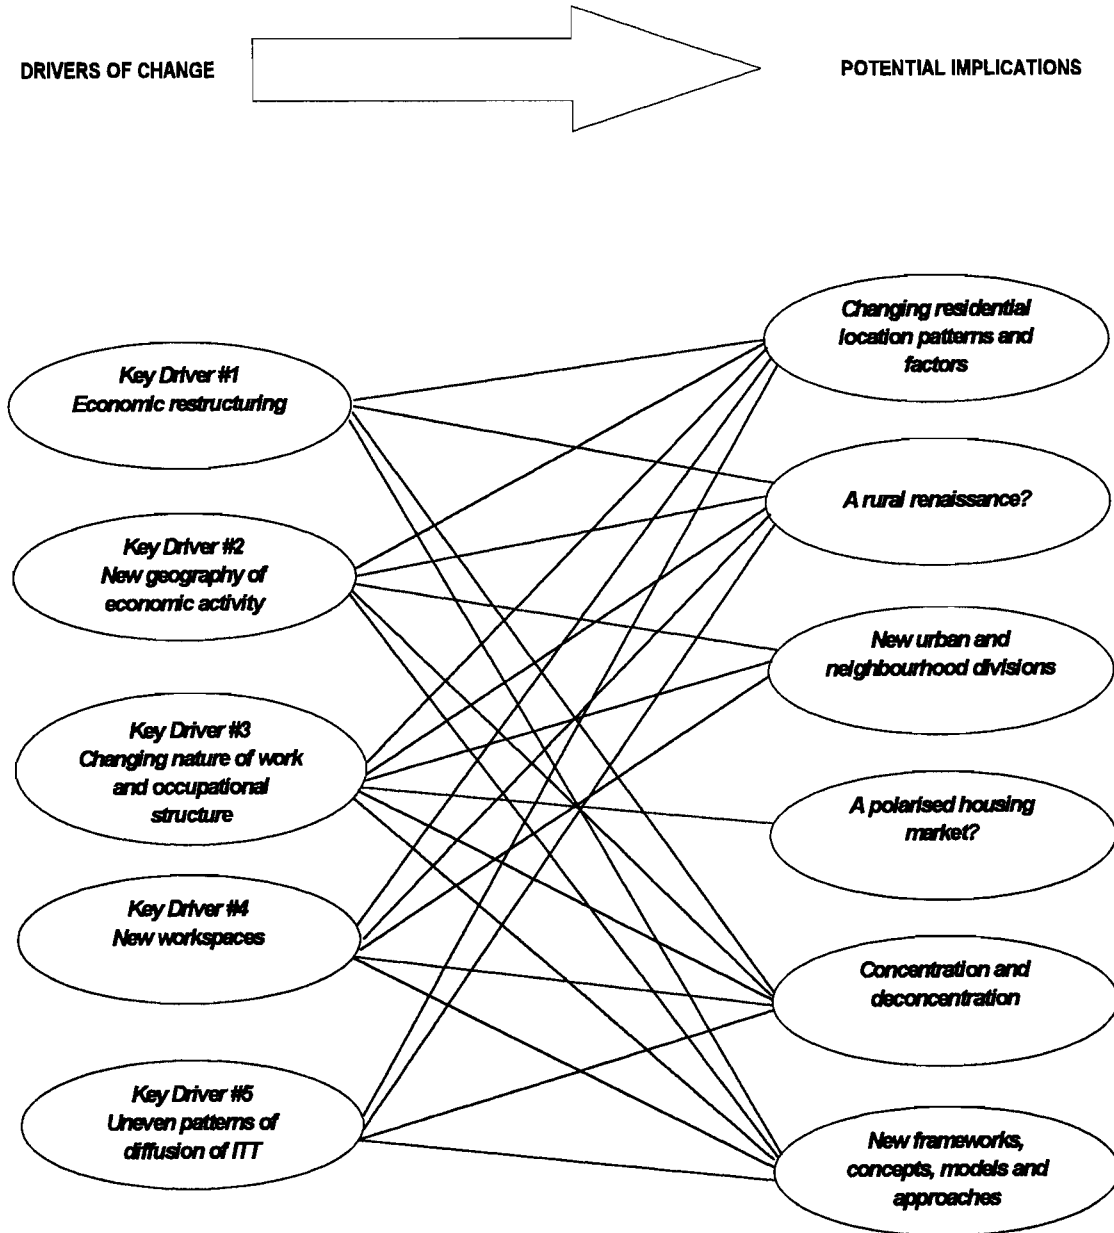 DRIVERS OF CHANGE
POTENTIAL IMPLICATIONS
Key Driver #1
Economic restructuring
Key Driver #2
New geography of
economic activity
Key Driver #3
Changing nature of work
and occupational
structure
Key Driver #4
New workspaces
Key Driver #5
Uneven patterns of
diffusion of ITT
Changing residential
location patterns and
factors
A rural renaissance?
New urban and
neighbourhood divisions
A polarised housing
market?
Concentration and
deconcentration
New frameworks,
concepts, models and
approaches